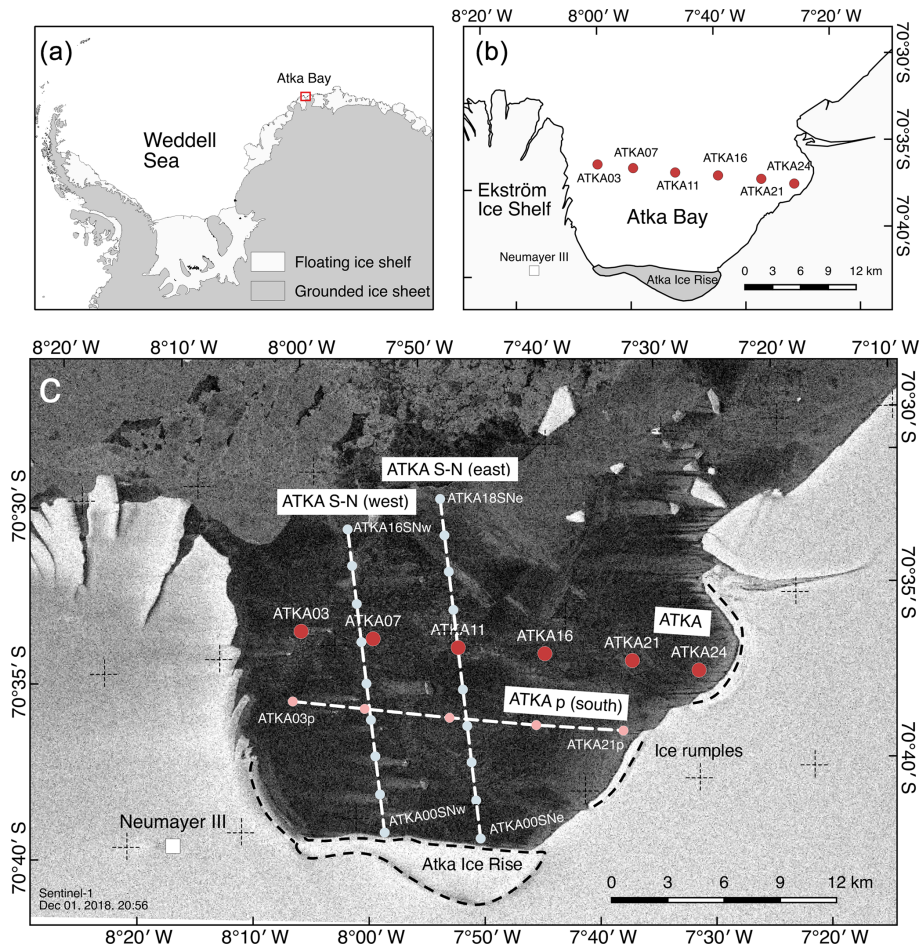 (a)
Atka Bay
Weddell
Sea
Floating ice shelf
Grounded ice sheet
8°20' W
8°00' W
7°40' W
7°20' W
(b)
70°30' S
70°35' S
70°40' S
ATKA03
ATKA07
ATKA11
ATKA16
ATKA21
ATKA24
Ekström
Ice Shelf
Atka Bay
Neumayer III
Atka Ice Rise
0 3 6 9 12 km
8°20' W
8°10' W
8°00' W
7°50' W
7°40' W
7°30' W
7°20' W
7°10' W
C
70°30' S
70°35' S
70°40' S
70°30' S
70°35' S
70°40' S
ATKA S-N (east)
ATKA S-N (west)
ATKA18SNe
ATKA16SNw
ATKA03
ATKA07
ATKA11
ATKA16
ATKA21
ATKA24
ATKA
ATKA p (south)
ATKA03p
ATKA21p
Ice rumples
ATKA00SNw
ATKA00SNe
Neumayer III
Atka Ice Rise
Sentinel-1
Dec 01, 2018, 20:56
0 3 6 9 12 km
8°20' W
8°10' W
8°00' W
7°50' W
7°40' W
7°30' W